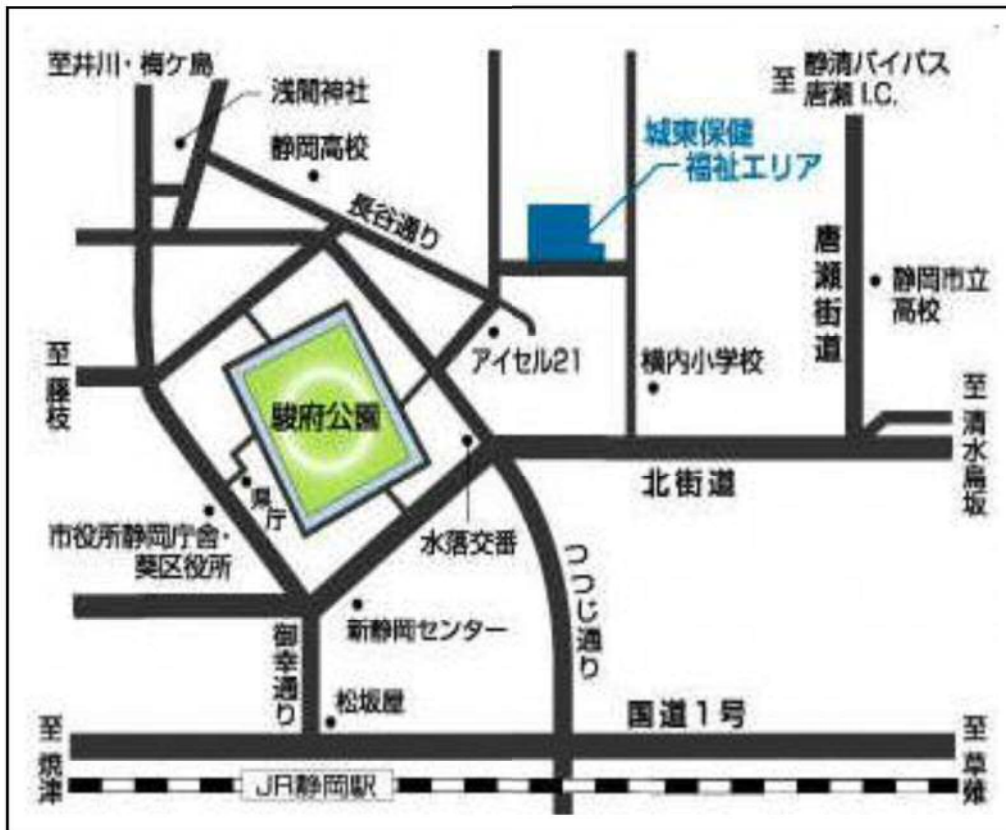 至井川・梅ケ島
浅間神社
静岡高校
長谷通り
城東保健
福祉エリア
至 静清バイパス
唐瀬 I.C.
唐瀬街道
静岡市立
高校
アイセル21
横内小学校
至藤枝
駿府公園
県庁
市役所静岡庁舎・
葵区役所
水落交番
北街道
至清水鳥坂
つつじ通り
新静岡センター
御幸通り
松坂屋
国道1号
至焼津
至草薙
JR静岡駅